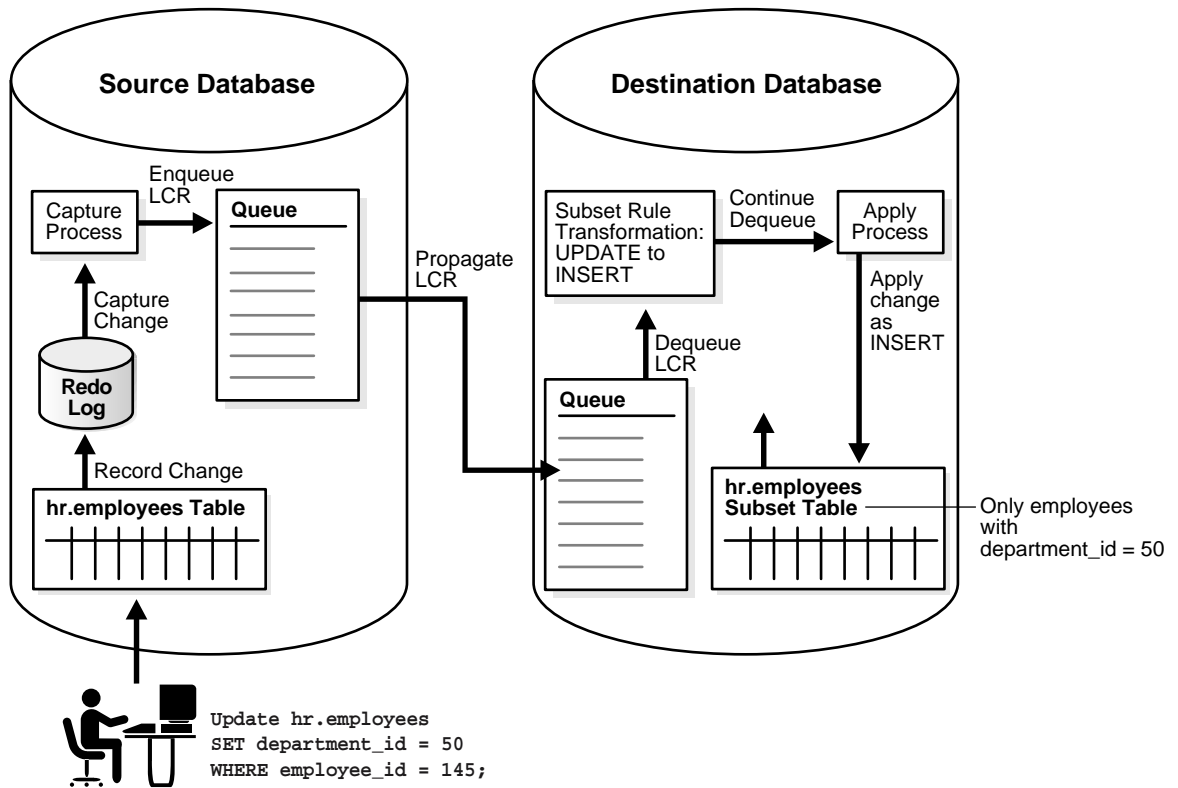 Source Database
Enqueue
LCR
Capture
Process
Queue
Capture
Change
Redo
Log
Record Change
hr.employees Table
Propagate
LCR
Destination Database
Subset Rule
Transformation:
UPDATE to
INSERT
Continue
Dequeue
Apply
Process
Apply
change
as
INSERT
Dequeue
LCR
Queue
hr.employees
Subset Table
Only employees
with
department_id = 50
Update hr.employees
SET department_id = 50
WHERE employee_id = 145;